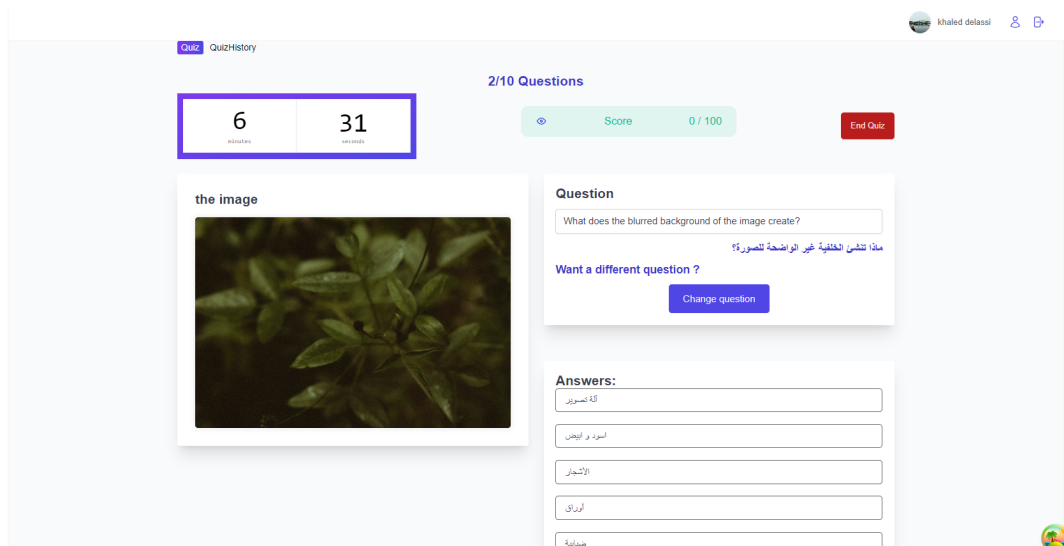 khaled delassi
Quiz QuizHistory
2/10 Questions
6
minutes
31
seconds
Score 0 / 100
End Quiz
the image
Question
What does the blurred background of the image create?
ماذا تنشئ الخلفية غير الواضحة للصورة؟
Want a different question ?
Change question
Answers:
آلة تصوير
اسود و ابيض
الأشجار
أوراق
ضبابية